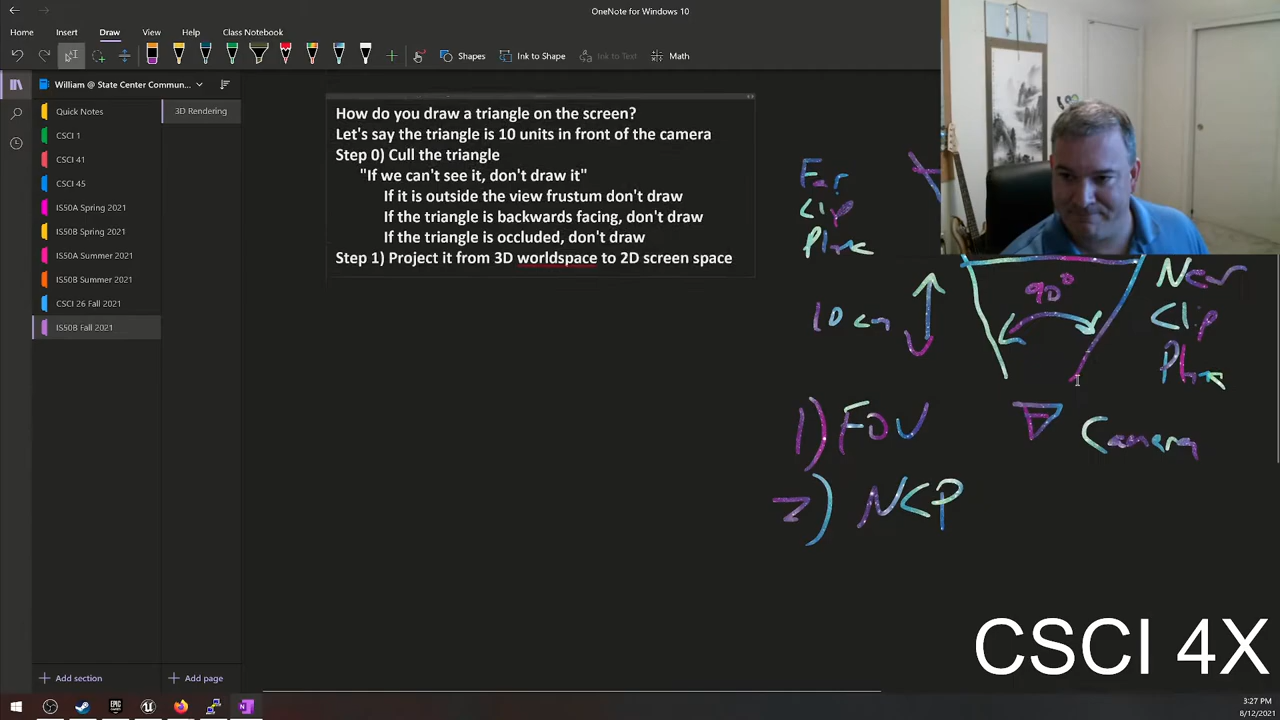 OneNote for Windows 10
Home
Insert
Draw
View
Help
Class Notebook
Shapes
Ink to Shape
Ink to Text
Math
William @ State Center Commun...
Quick Notes
CSCI 1
CSCI 41
CSCI 45
IS50A Spring 2021
IS50B Spring 2021
IS50A Summer 2021
IS50B Summer 2021
CSCI 26 Fall 2021
IS50B Fall 2021
3D Rendering
How do you draw a triangle on the screen?
Let's say the triangle is 10 units in front of the camera
Step 0) Cull the triangle
"If we can't see it, don't draw it"
If it is outside the view frustum don't draw
If the triangle is backwards facing, don't draw
If the triangle is occluded, don't draw
Step 1) Project it from 3D worldspace to 2D screen space
Far
Clip
Plane
10 cm
90°
Near
Clip
Plane
1) FOV
Camera
2) NCP
CSCI 4X
Add section
Add page
3:27 PM
8/12/2021